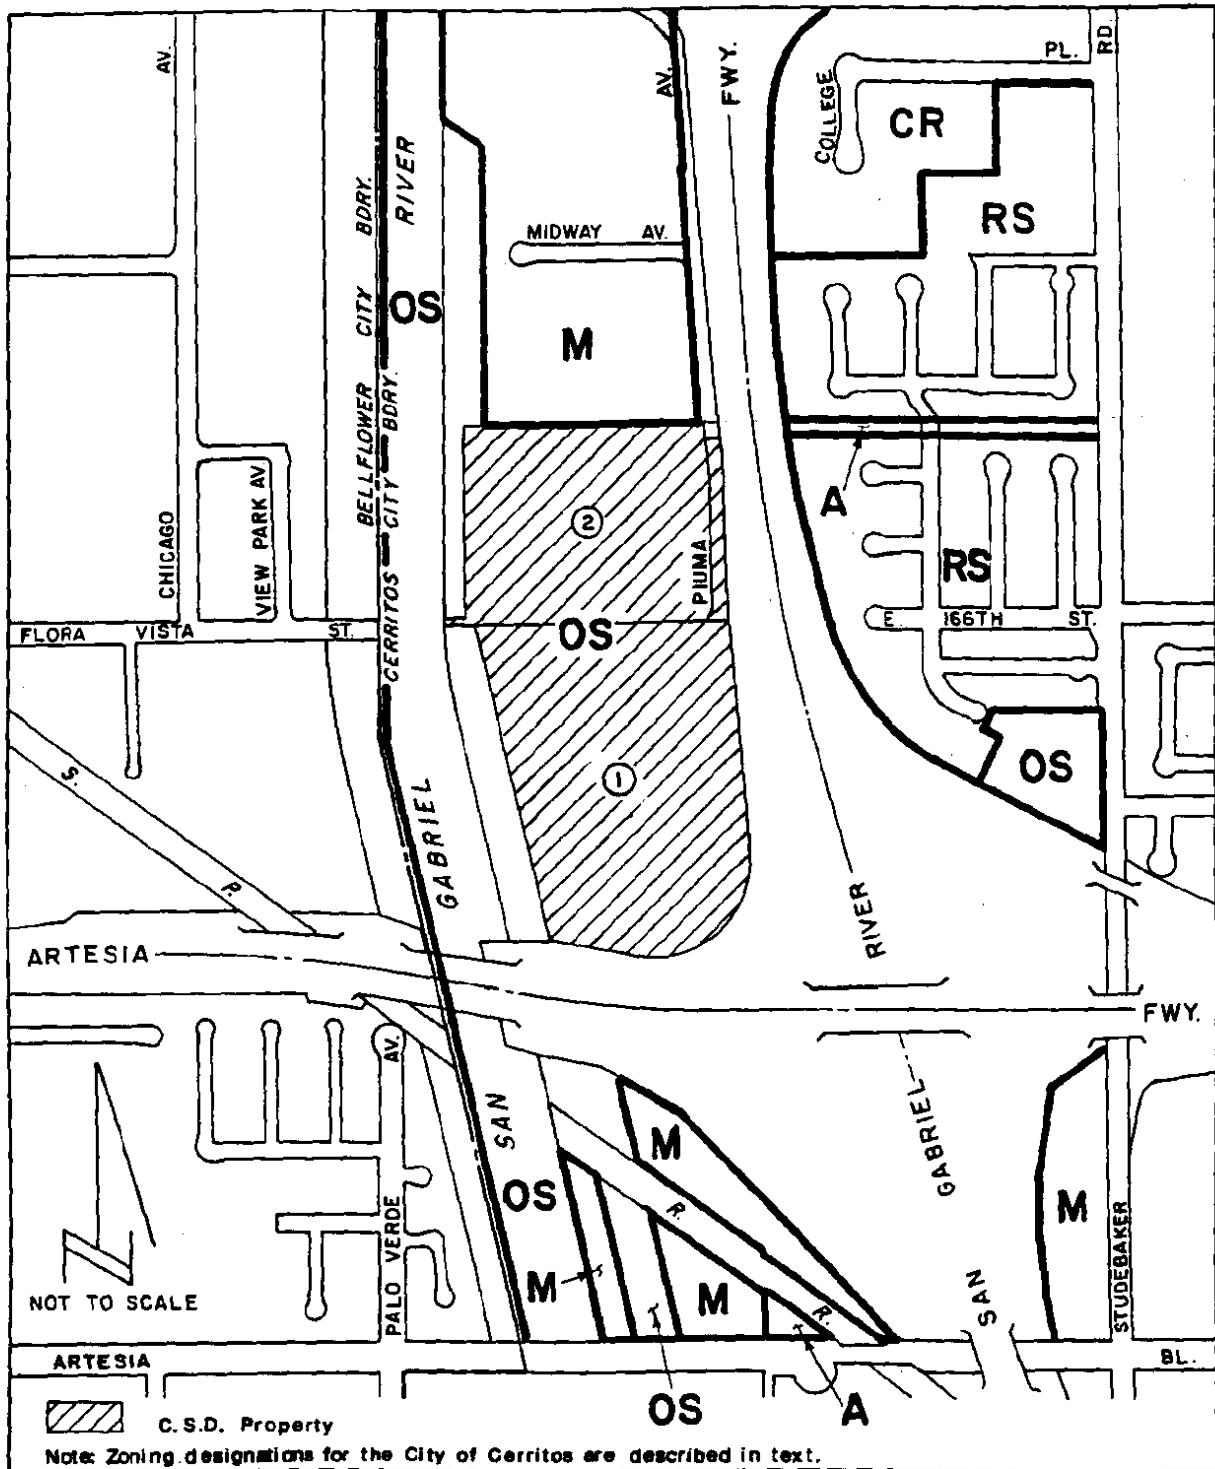 AV.
RIVER
OS
BELLFLOWER CITY BDRY.
CERRITOS CITY BDRY.
AV.
FWY.
COLLEGE
PL.
RD.
CR
RS
MIDWAY AV.
M
A
2
PIUMA
OS
1
CHICAGO
VIEW PARK AV.
FLORA VISTA ST.
RS
E. 166TH ST.
OS
S.
P.
GABRIEL
RIVER
ARTESIA
FWY.
AV.
SAN
GABRIEL
M
OS
R.
M
PALO VERDE
M
M
R.
SAN
STUDEBAKER
NOT TO SCALE
ARTESIA
BL.
OS
A
C.S.D. Property
Note: Zoning designations for the City of Cerritos are described in text.